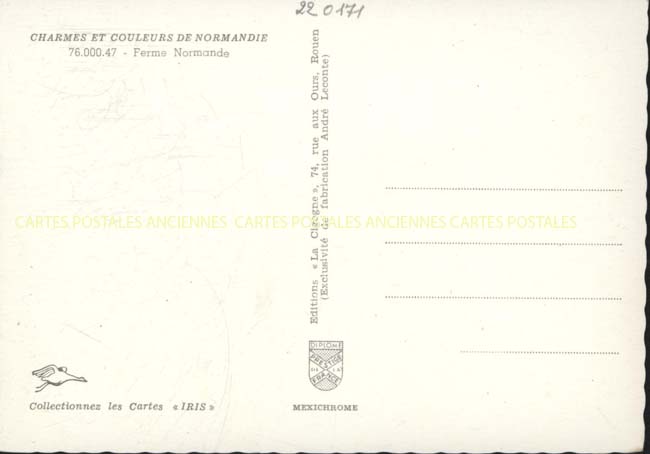 22 0171
CHARMES ET COULEURS DE NORMANDIE
76.000.47 - Ferme Normande
Editions « La Cigogne », 74, rue aux Ours, Rouen
(Exclusivité de fabrication André Leconte)
CARTES POSTALES ANCIENNES CARTES POSTALES ANCIENNES CARTES POSTALES
DIPLOME
PRESTIGE
FRANCE
Collectionnez les Cartes « IRIS »
MEXICHROME